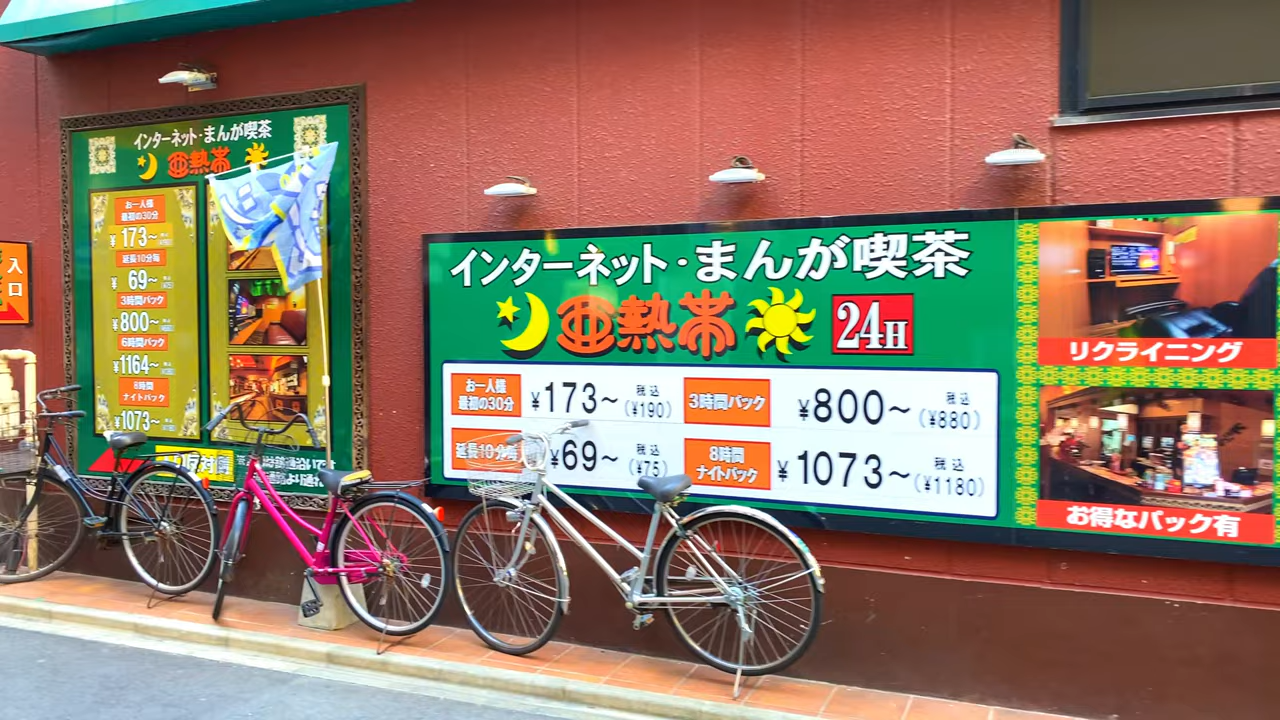 インターネット・まんが喫茶
亜熱帯
お一人様
最初の30分
¥173～
延長10分毎
¥69～
3時間パック
¥800～
6時間パック
¥1164～
8時間
ナイトパック
¥1073～
入口
インターネット・まんが喫茶
亜熱帯 24H
お一人様
最初の30分
¥173～
税込
(¥190)
3時間パック
¥800～
税込
(¥880)
延長10分毎
¥69～
税込
(¥75)
8時間
ナイトパック
¥1073～
税込
(¥1180)
リクライニング
お得なパック有